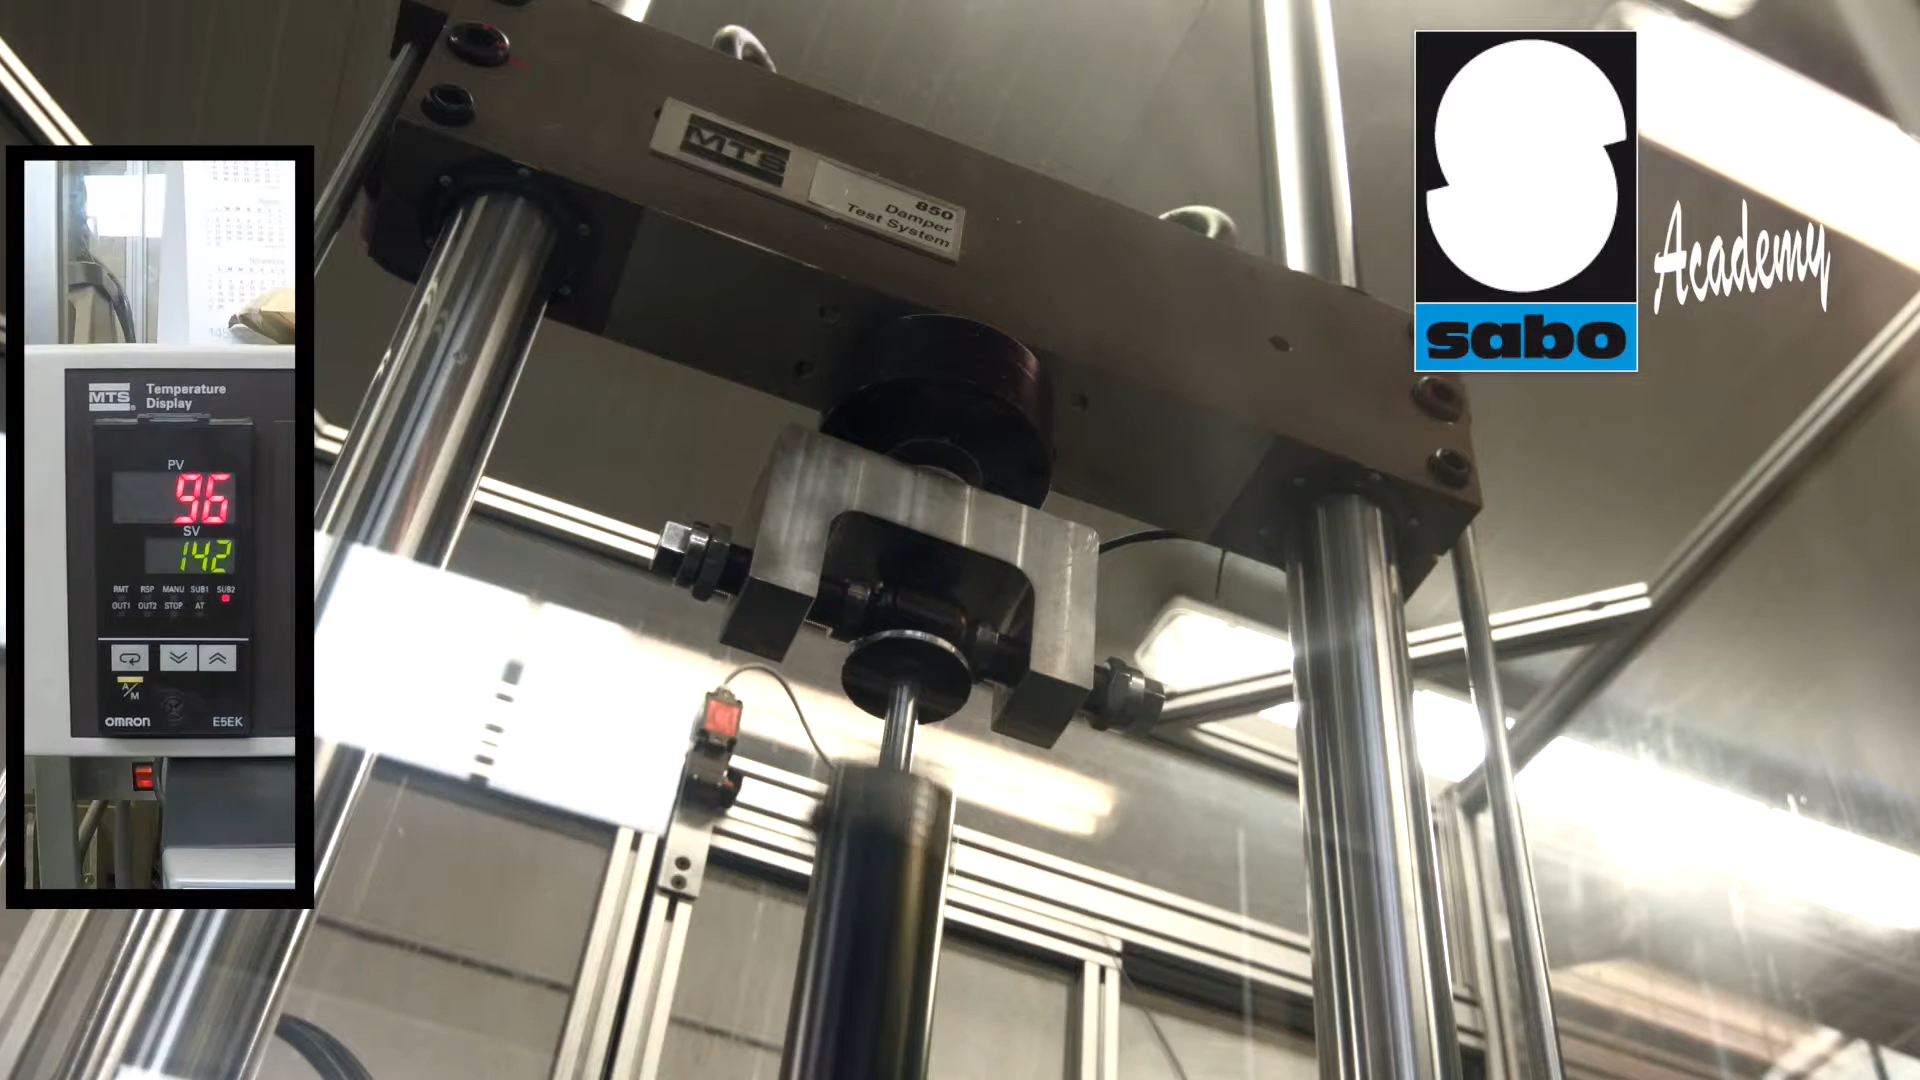 MTS
850
Damper
Test System
sabo
Academy
MTS
Temperature
Display
PV
96
SV
142
RMT RSP MANU SUB1 SUB2
OUT1 OUT2 STOP AT
A/M
OMRON E5EK